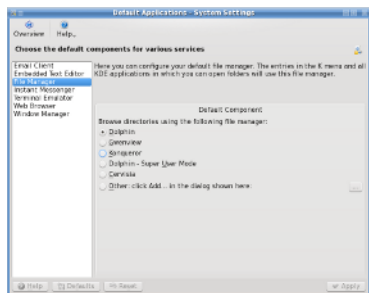 Default Applications - System Settings
Overview Help
Choose the default components for various services
Email Client
Embedded Text Editor
File Manager
Instant Messenger
Terminal Emulator
Web Browser
Window Manager
Here you can configure your default file manager. The entries in the K menu and all
KDE applications in which you can open folders will use this file manager.
Default Component
Browse directories using the following file manager:
Dolphin
Gwenview
Konqueror
Dolphin - Super User Mode
Cervisia
Other: click Add... in the dialog shown here:
...
Help Defaults Reset Apply